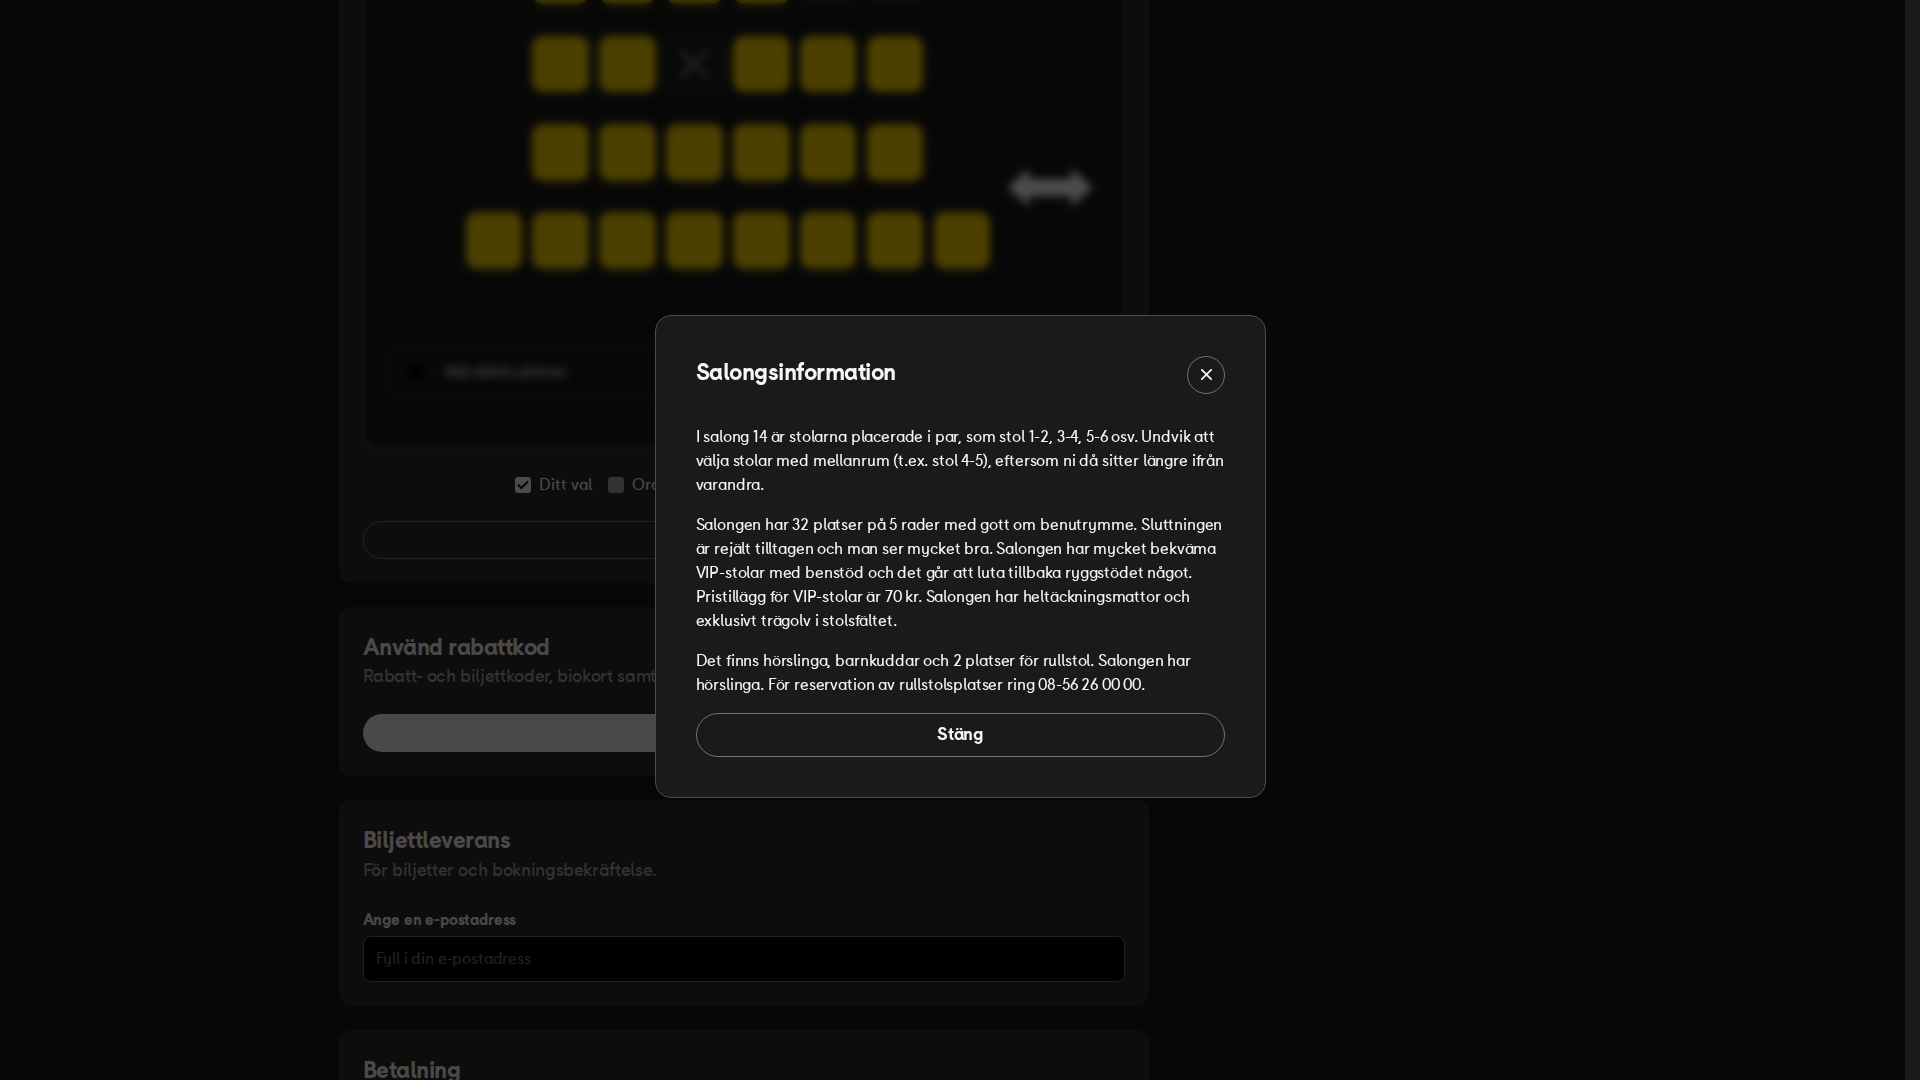 Salongsinformation
I salong 14 är stolarna placerade i par, som stol 1-2, 3-4, 5-6 osv. Undvik att
välja stolar med mellanrum (t.ex. stol 4-5), eftersom ni då sitter längre ifrån
varandra.
Salongen har 32 platser på 5 rader med gott om benutrymme. Sluttningen
är rejält tilltagen och man ser mycket bra. Salongen har mycket bekväma
VIP-stolar med benstöd och det går att luta tillbaka ryggstödet något.
Pristillägg för VIP-stolar är 70 kr. Salongen har heltäckningsmattor och
exklusivt trägolv i stolsfältet.
Det finns hörslinga, barnkuddar och 2 platser för rullstol. Salongen har
hörslinga. För reservation av rullstolsplatser ring 08-56 26 00 00.
Stäng
Ditt val
Använd rabattkod
Rabatt- och biljettkoder, biokort samt
Biljettleverans
För biljetter och bokningsbekräftelse.
Ange en e-postadress
Fyll i din e-postadress
Betalning